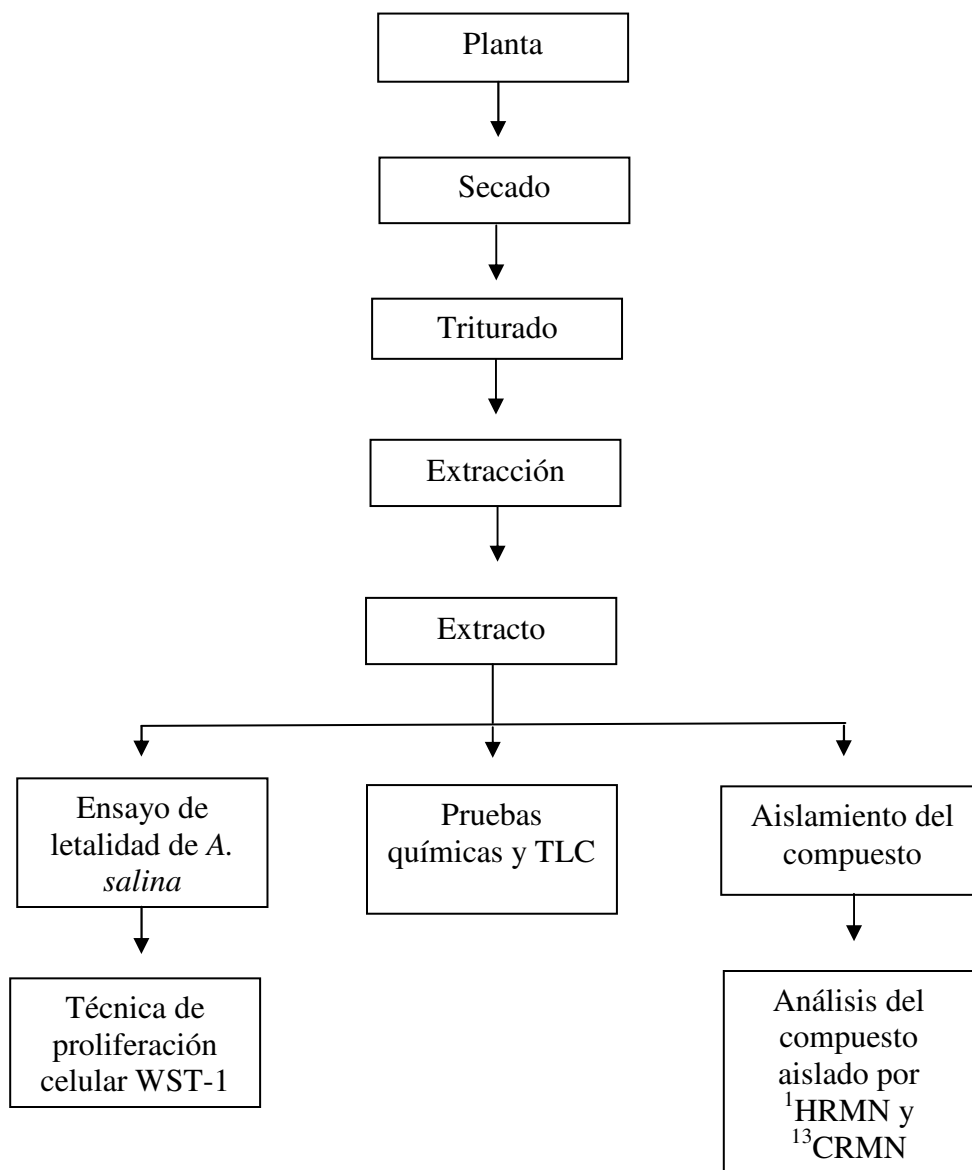 Planta
Secado
Triturado
Extracción
Extracto
Ensayo de
letalidad de A.
salina
Pruebas
químicas y TLC
Aislamiento del
compuesto
Técnica de
proliferación
celular WST-1
Análisis del
compuesto
aislado por
¹HRMN y
¹³CRMN